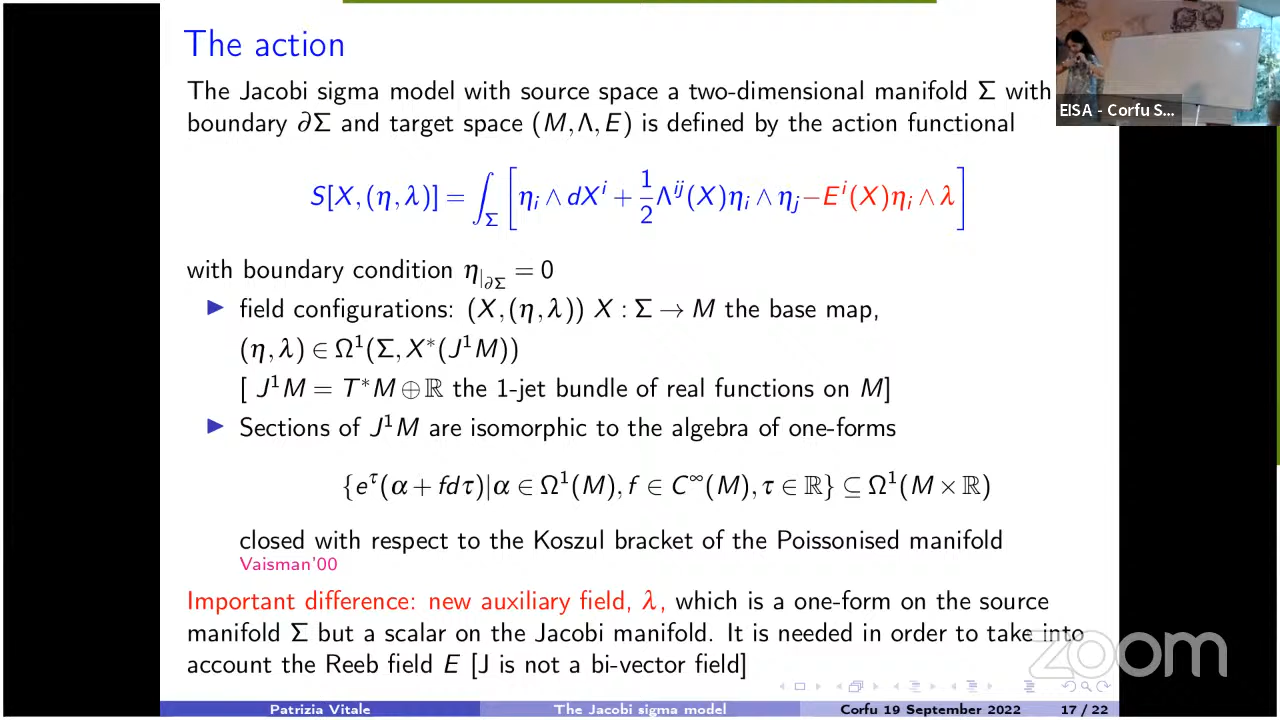 The action
The Jacobi sigma model with source space a two-dimensional manifold Σ with
boundary ∂Σ and target space (M,Λ,E) is defined by the action functional
S[X,(η,λ)] = ∫_Σ [ η_i ∧ dX^i + 1/2 Λ^{ij}(X)η_i ∧ η_j −E^i(X)η_i ∧ λ ]
with boundary condition η_{|∂Σ} = 0
▶ field configurations: (X,(η,λ)) X : Σ → M the base map,
(η,λ) ∈ Ω^1(Σ,X*(J^1M))
[ J^1M = T*M ⊕ ℝ the 1-jet bundle of real functions on M]
▶ Sections of J^1M are isomorphic to the algebra of one-forms
{e^τ(α + fdτ)|α ∈ Ω^1(M), f ∈ C^∞(M), τ ∈ ℝ} ⊆ Ω^1(M × ℝ)
closed with respect to the Koszul bracket of the Poissonised manifold
Vaisman'00
Important difference: new auxiliary field, λ, which is a one-form on the source
manifold Σ but a scalar on the Jacobi manifold. It is needed in order to take into
account the Reeb field E [J is not a bi-vector field]
Patrizia Vitale The Jacobi sigma model Corfu 19 September 2022 17 / 22
EISA - Corfu S...
zoom